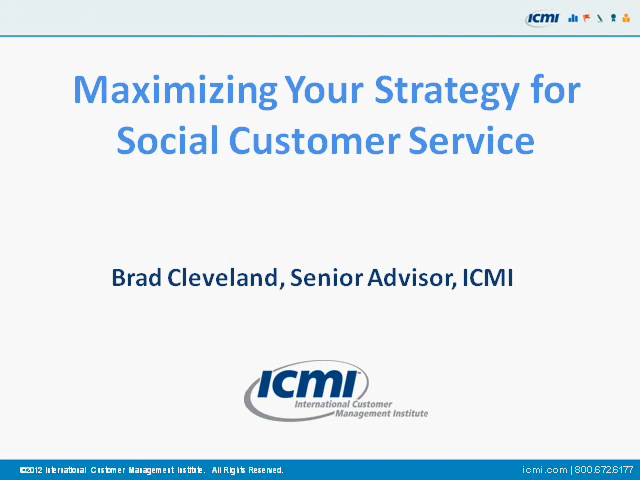 ICMI
Maximizing Your Strategy for
Social Customer Service
Brad Cleveland, Senior Advisor, ICMI
ICMI™
International Customer
Management Institute
©2012 International Customer Management Institute. All Rights Reserved.
icmi.com | 800.672.6177